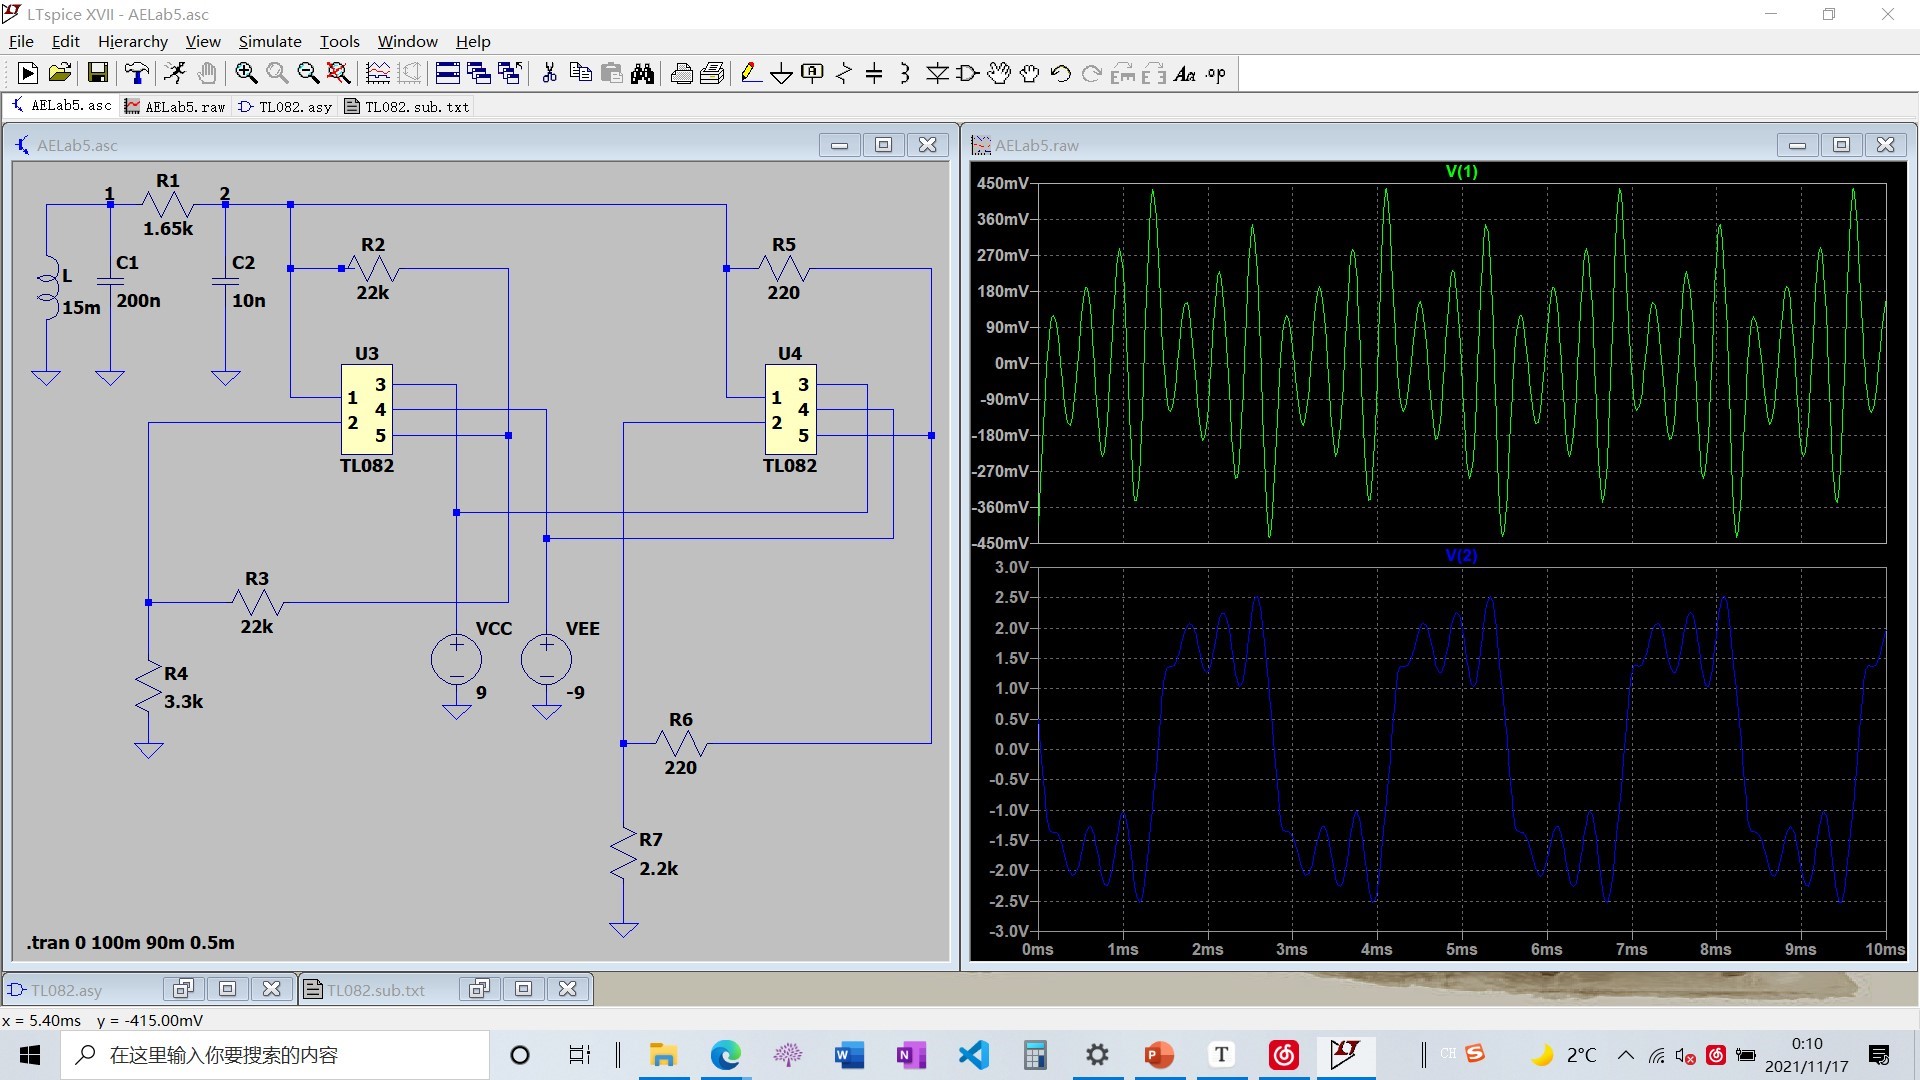 LTspice XVII - AELab5.asc
File Edit Hierarchy View Simulate Tools Window Help
AELab5.asc AELab5.raw TL082.asy TL082.sub.txt
AELab5.asc
1 R1 2
1.65k
L
15m
C1
200n
C2
10n
R2
22k
R5
220
U3
1
2
3
4
5
TL082
U4
1
2
3
4
5
TL082
R3
22k
R4
3.3k
VCC
9
VEE
-9
R6
220
R7
2.2k
.tran 0 100m 90m 0.5m
AELab5.raw
V(1)
450mV
360mV
270mV
180mV
90mV
0mV
-90mV
-180mV
-270mV
-360mV
-450mV
V(2)
3.0V
2.5V
2.0V
1.5V
1.0V
0.5V
0.0V
-0.5V
-1.0V
-1.5V
-2.0V
-2.5V
-3.0V
0ms 1ms 2ms 3ms 4ms 5ms 6ms 7ms 8ms 9ms 10ms
TL082.asy
TL082.sub.txt
x = 5.40ms y = -415.00mV
在这里输入你要搜索的内容
CH
2°C
0:10
2021/11/17